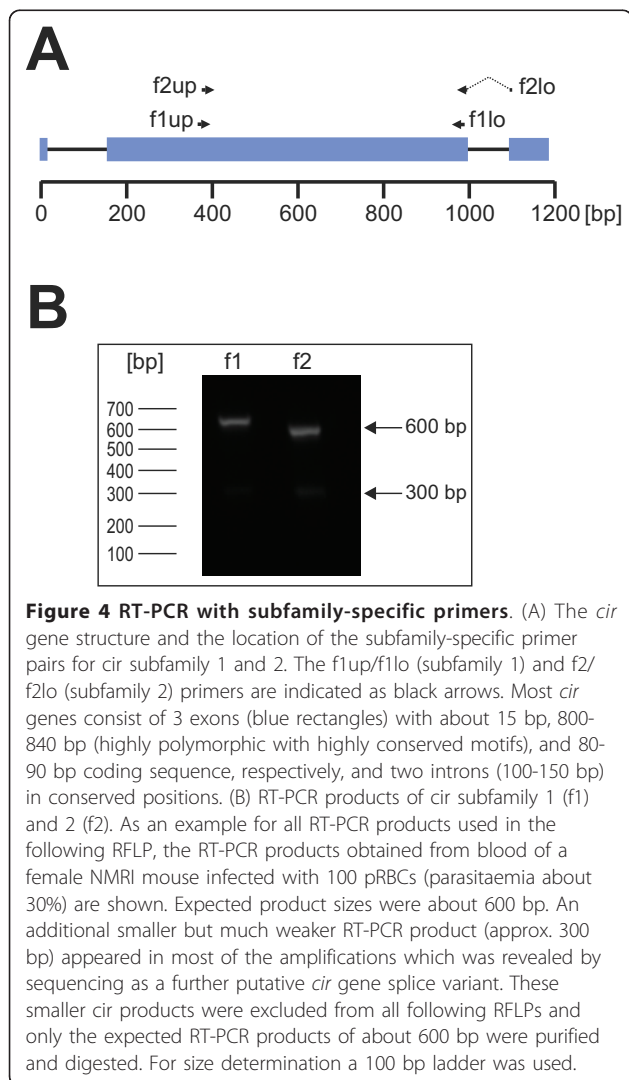 A
f2up
f2lo
f1up
f1lo
0 200 400 600 800 1000 1200 [bp]
B
[bp] f1 f2
700
600
500
400
300
200
100
600 bp
300 bp
Figure 4 RT-PCR with subfamily-specific primers. (A) The cir
gene structure and the location of the subfamily-specific primer
pairs for cir subfamily 1 and 2. The f1up/f1lo (subfamily 1) and f2/
f2lo (subfamily 2) primers are indicated as black arrows. Most cir
genes consist of 3 exons (blue rectangles) with about 15 bp, 800-
840 bp (highly polymorphic with highly conserved motifs), and 80-
90 bp coding sequence, respectively, and two introns (100-150 bp)
in conserved positions. (B) RT-PCR products of cir subfamily 1 (f1)
and 2 (f2). As an example for all RT-PCR products used in the
following RFLP, the RT-PCR products obtained from blood of a
female NMRI mouse infected with 100 pRBCs (parasitaemia about
30%) are shown. Expected product sizes were about 600 bp. An
additional smaller but much weaker RT-PCR product (approx. 300
bp) appeared in most of the amplifications which was revealed by
sequencing as a further putative cir gene splice variant. These
smaller cir products were excluded from all following RFLPs and
only the expected RT-PCR products of about 600 bp were purified
and digested. For size determination a 100 bp ladder was used.